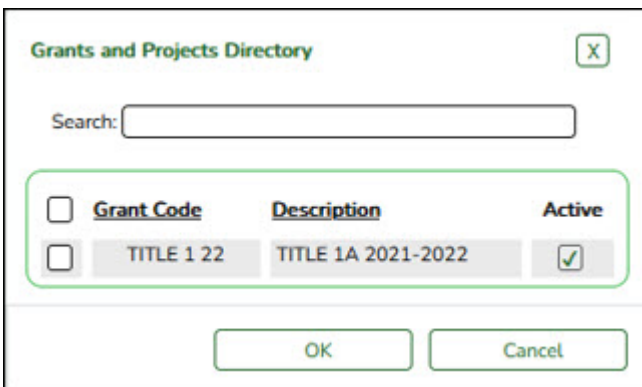 Grants and Projects Directory X
Search:
Grant Code Description Active
TITLE 1 22 TITLE 1A 2021-2022
OK Cancel